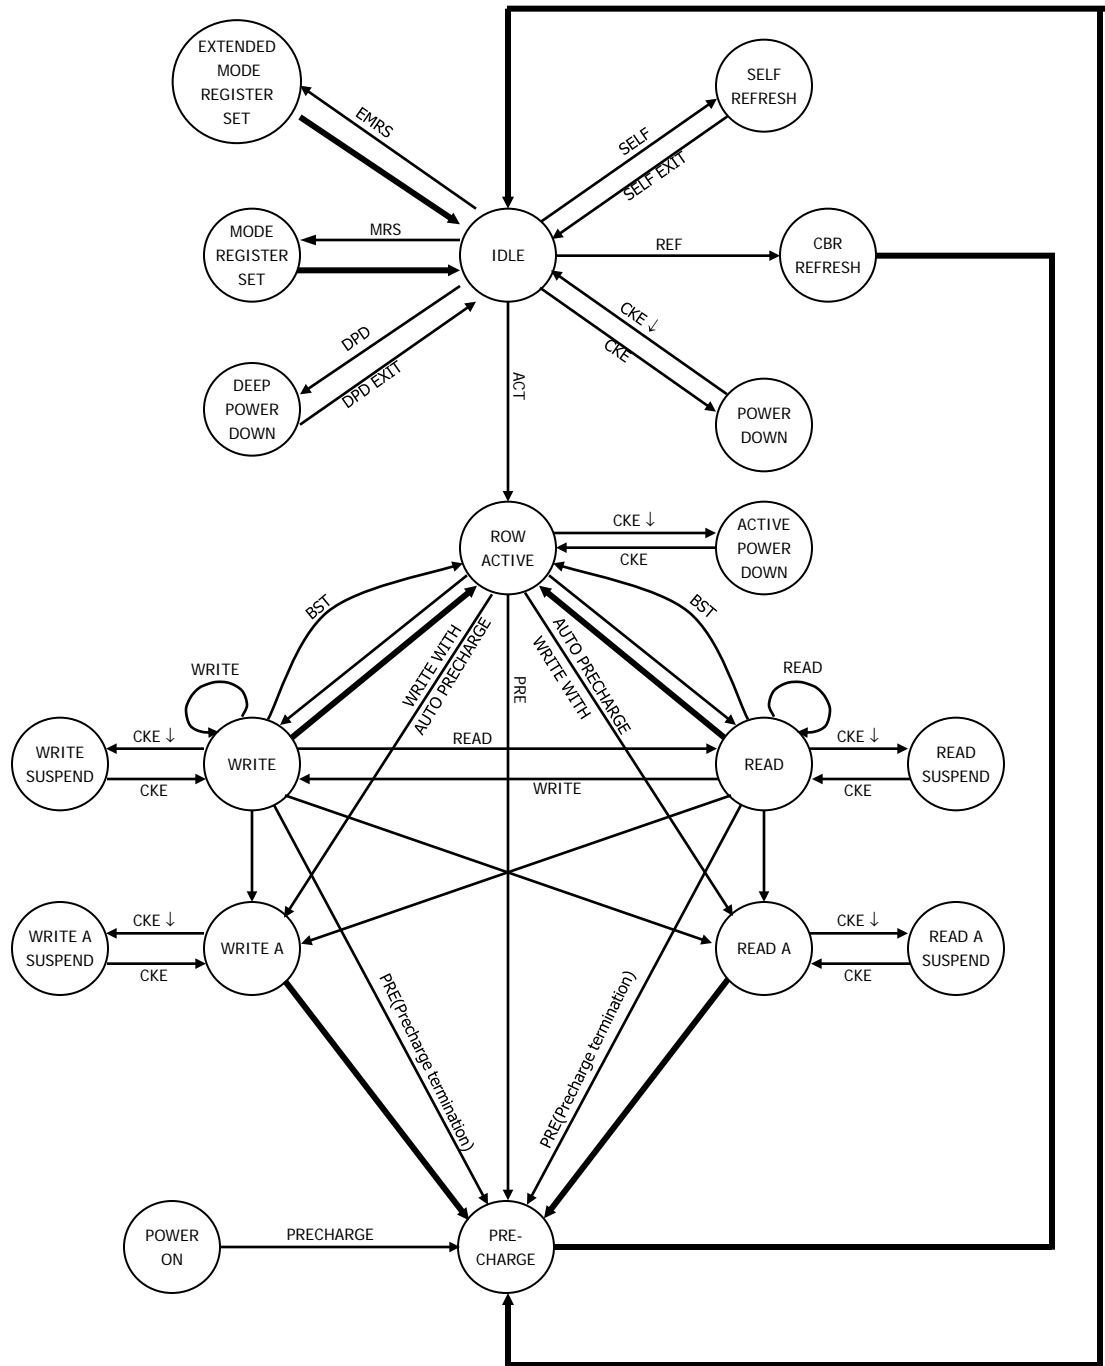 EXTENDED
MODE
REGISTER
SET
SELF
REFRESH
EMRS
SELF
SELF EXIT
MODE
REGISTER
SET
MRS
IDLE
REF
CBR
REFRESH
DPD
DPD EXIT
CKE ↓
CKE
DEEP
POWER
DOWN
ACT
POWER
DOWN
ROW
ACTIVE
CKE ↓
CKE
ACTIVE
POWER
DOWN
BST
BST
WRITE WITH
AUTO PRECHARGE
PRE
AUTO PRECHARGE
WRITE WITH
WRITE
READ
WRITE
SUSPEND
CKE ↓
CKE
WRITE
READ
WRITE
READ
CKE ↓
CKE
READ
SUSPEND
WRITE A
SUSPEND
CKE ↓
CKE
WRITE A
READ A
CKE ↓
CKE
READ A
SUSPEND
PRE(Precharge termination)
PRE(Precharge termination)
POWER
ON
PRECHARGE
PRE-
CHARGE